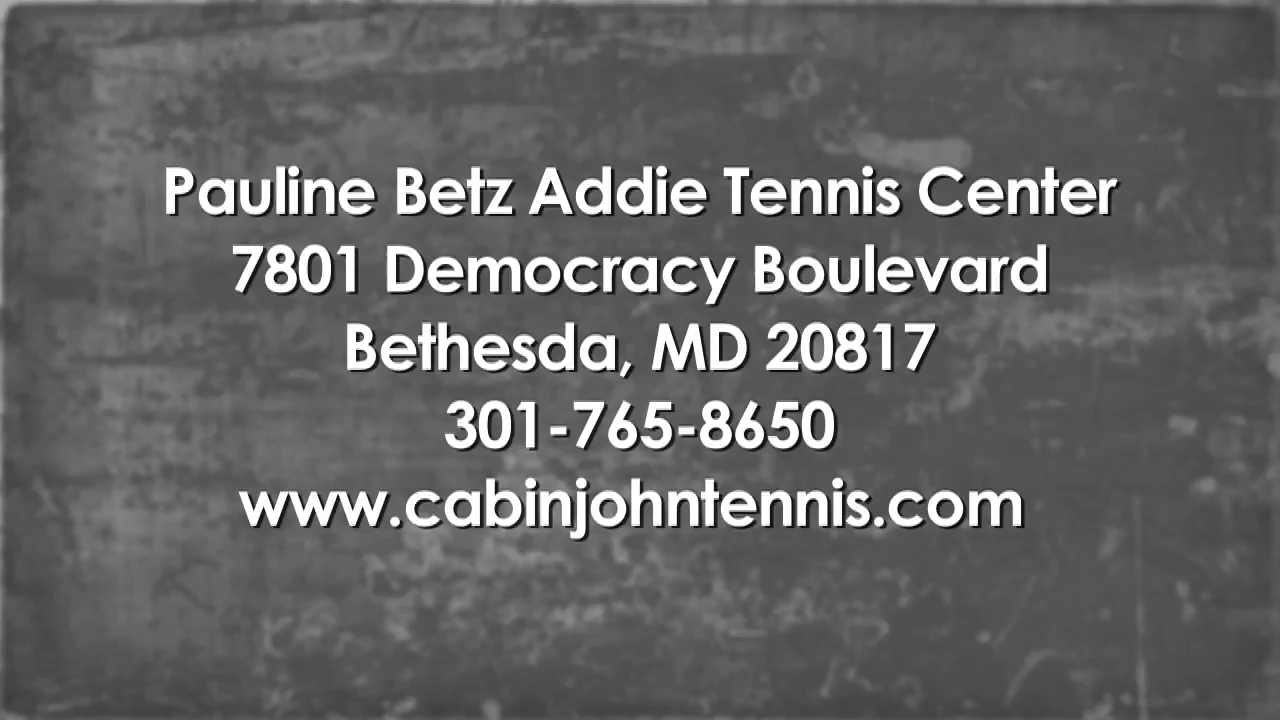 Pauline Betz Addie Tennis Center
7801 Democracy Boulevard
Bethesda, MD 20817
301-765-8650
www.cabinjohntennis.com